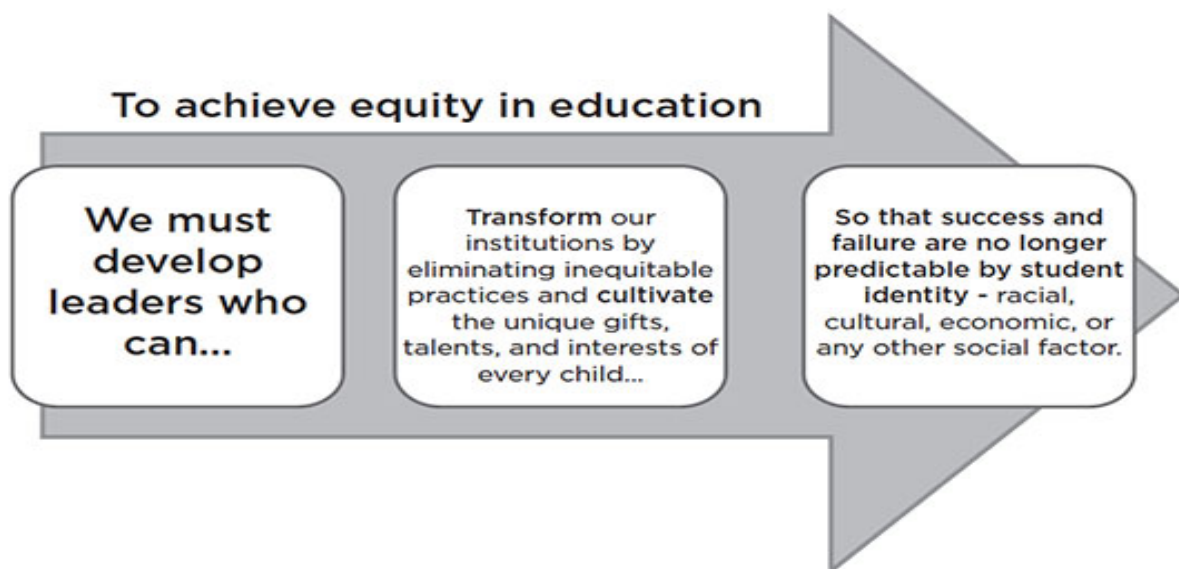 To achieve equity in education
We must
develop
leaders who
can...
Transform our
institutions by
eliminating inequitable
practices and cultivate
the unique gifts,
talents, and interests of
every child...
So that success and
failure are no longer
predictable by student
identity - racial,
cultural, economic, or
any other social factor.